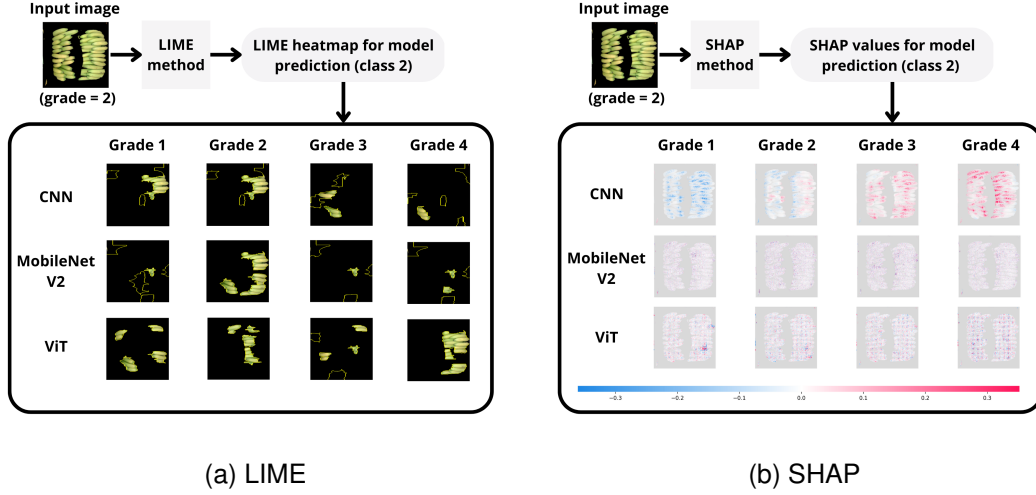 Input image
(grade = 2)
LIME
method
LIME heatmap for model
prediction (class 2)
Grade 1 Grade 2 Grade 3 Grade 4
CNN
MobileNet
V2
ViT
(a) LIME
Input image
(grade = 2)
SHAP
method
SHAP values for model
prediction (class 2)
Grade 1 Grade 2 Grade 3 Grade 4
CNN
MobileNet
V2
ViT
−0.3 −0.2 −0.1 0.0 0.1 0.2 0.3
(b) SHAP